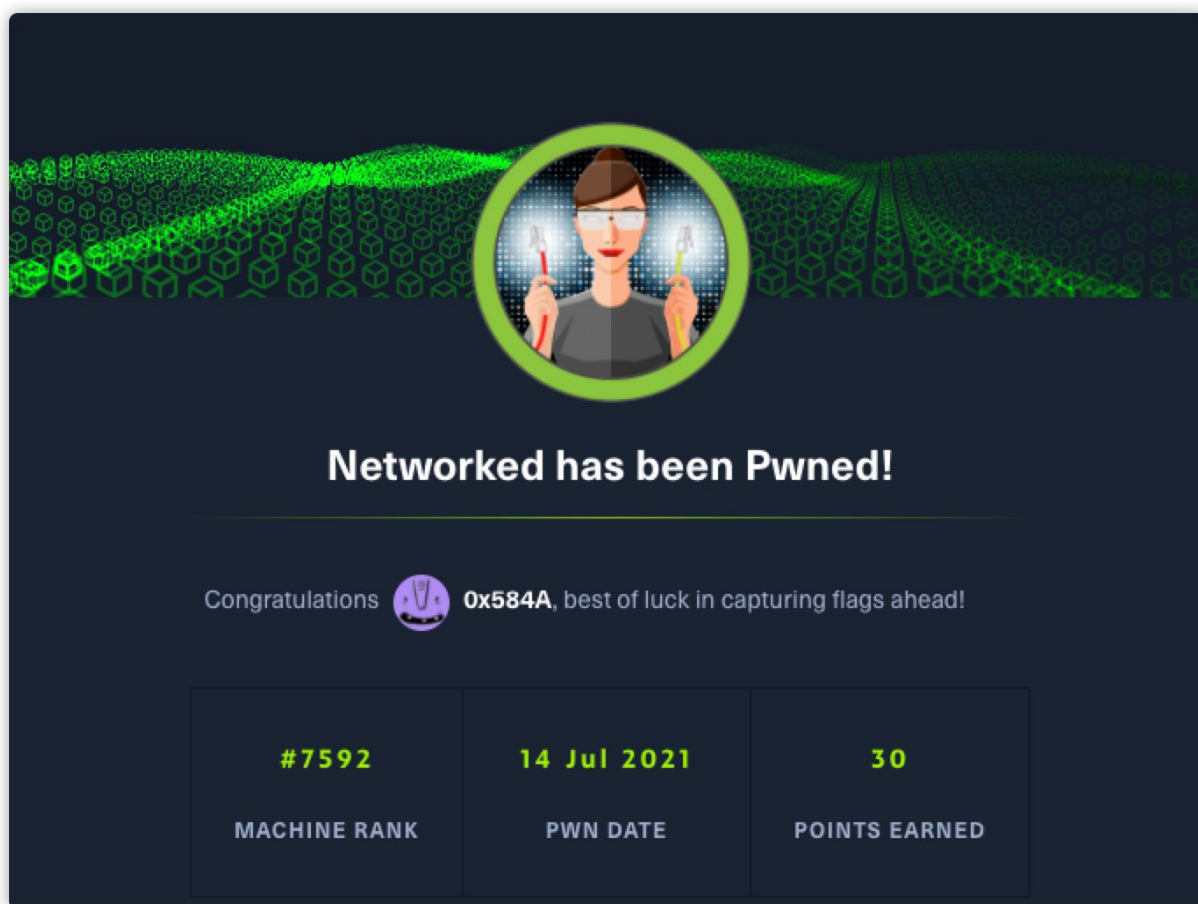 Networked has been Pwned!
Congratulations 0x584A, best of luck in capturing flags ahead!
#7592 14 Jul 2021 30
MACHINE RANK PWN DATE POINTS EARNED